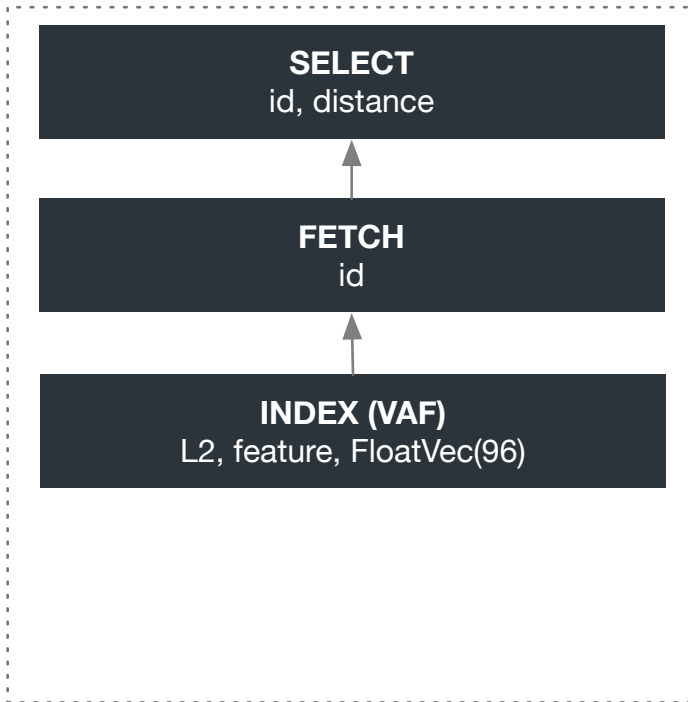 SELECT
id, distance
FETCH
id
INDEX (VAF)
L2, feature, FloatVec(96)